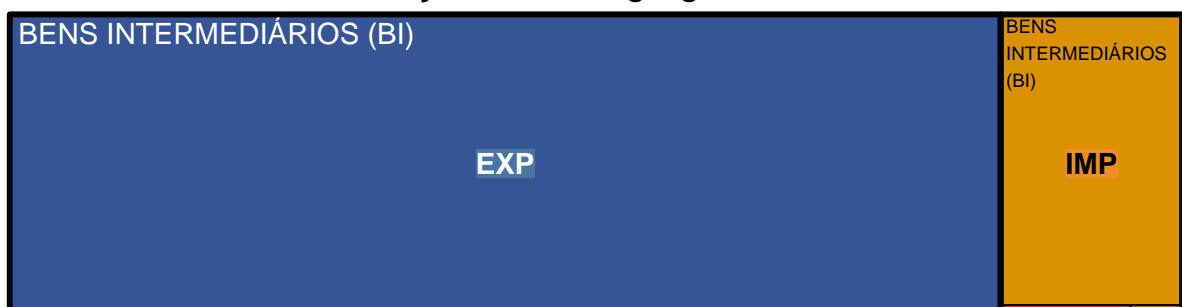 BENS INTERMEDIÁRIOS (BI)
EXP
BENS
INTERMEDIÁRIOS
(BI)
IMP